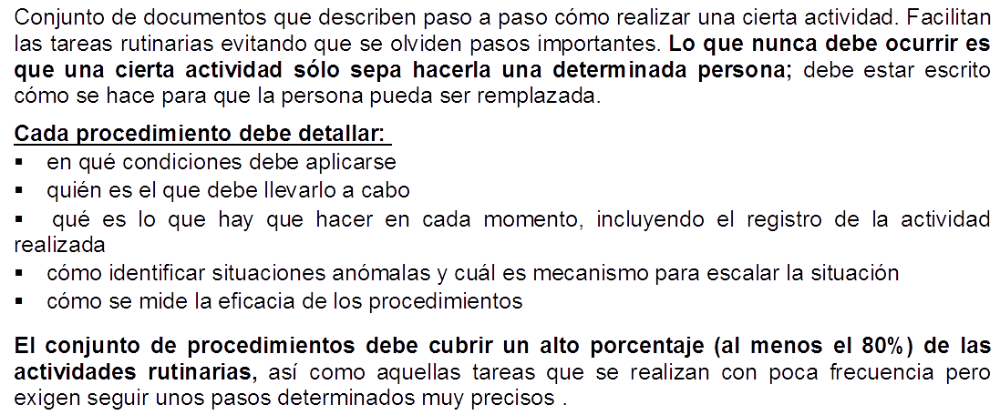 Conjunto de documentos que describen paso a paso cómo realizar una cierta actividad. Facilitan
las tareas rutinarias evitando que se olviden pasos importantes. Lo que nunca debe ocurrir es
que una cierta actividad sólo sepa hacerla una determinada persona; debe estar escrito
cómo se hace para que la persona pueda ser remplazada.
Cada procedimiento debe detallar:
▪ en qué condiciones debe aplicarse
▪ quién es el que debe llevarlo a cabo
▪ qué es lo que hay que hacer en cada momento, incluyendo el registro de la actividad
realizada
▪ cómo identificar situaciones anómalas y cuál es mecanismo para escalar la situación
▪ cómo se mide la eficacia de los procedimientos
El conjunto de procedimientos debe cubrir un alto porcentaje (al menos el 80%) de las
actividades rutinarias, así como aquellas tareas que se realizan con poca frecuencia pero
exigen seguir unos pasos determinados muy precisos .